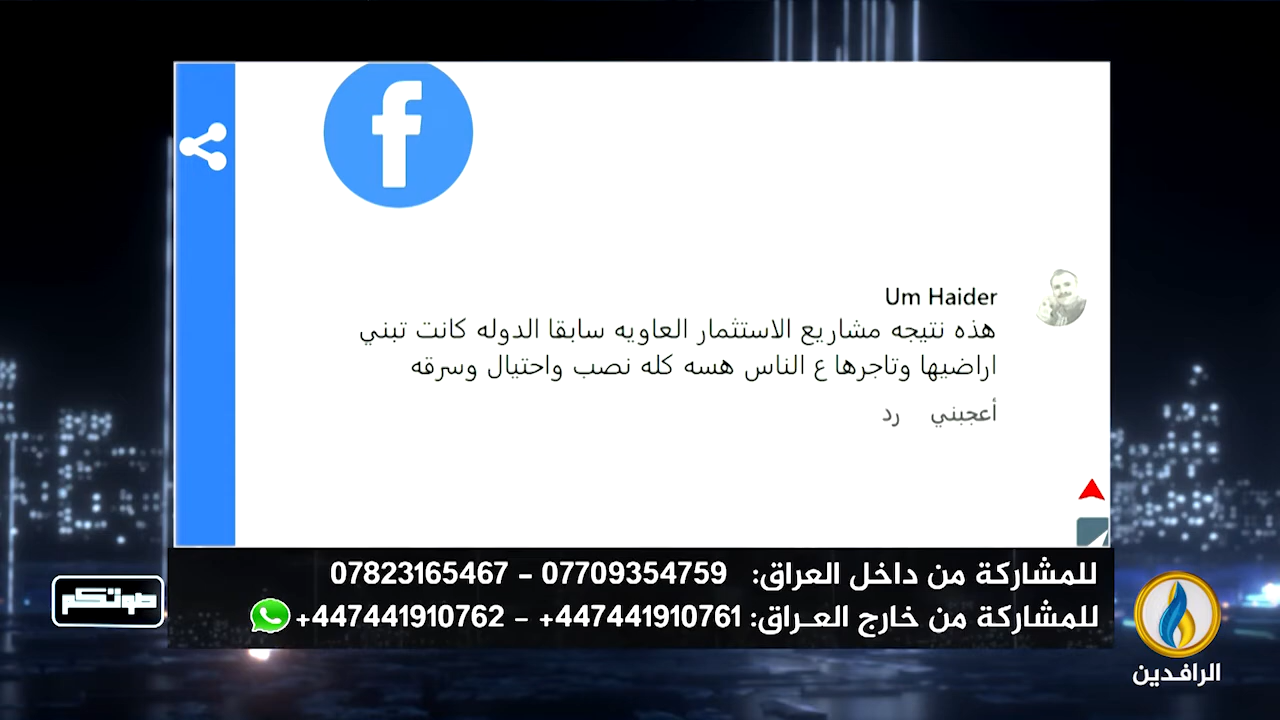 Um Haider
هذه نتيجه مشاريع الاستثمار العاويه سابقا الدوله كانت تبني
اراضيها وتاجرها ع الناس هسه كله نصب واحتيال وسرقه
أعجبني رد
للمشاركة من داخل العراق: 07709354759 - 07823165467
للمشاركة من خارج العراق: 447441910761+ - 447441910762+
صوتكم
الرافدين